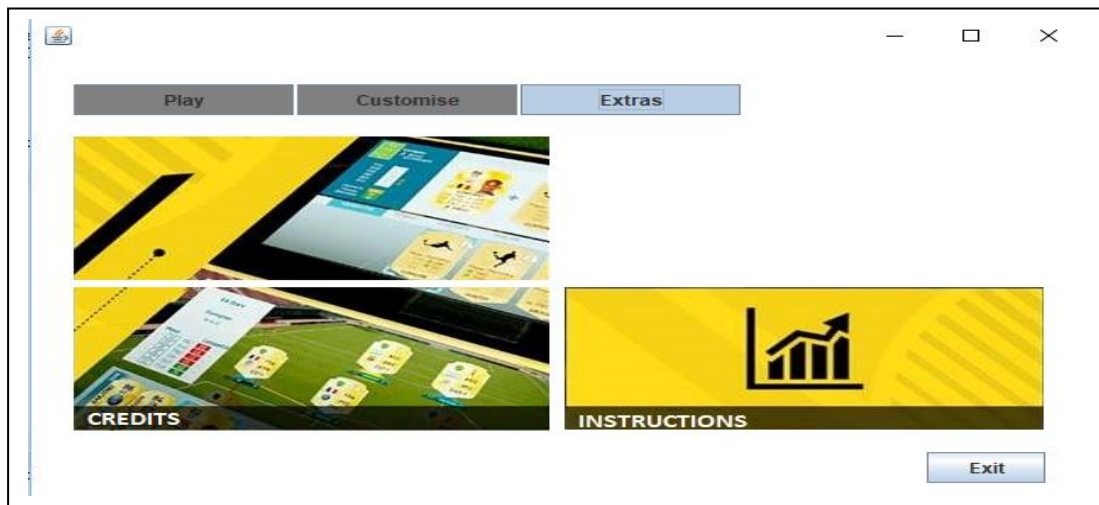 Play
Customise
Extras
CREDITS
INSTRUCTIONS
Exit